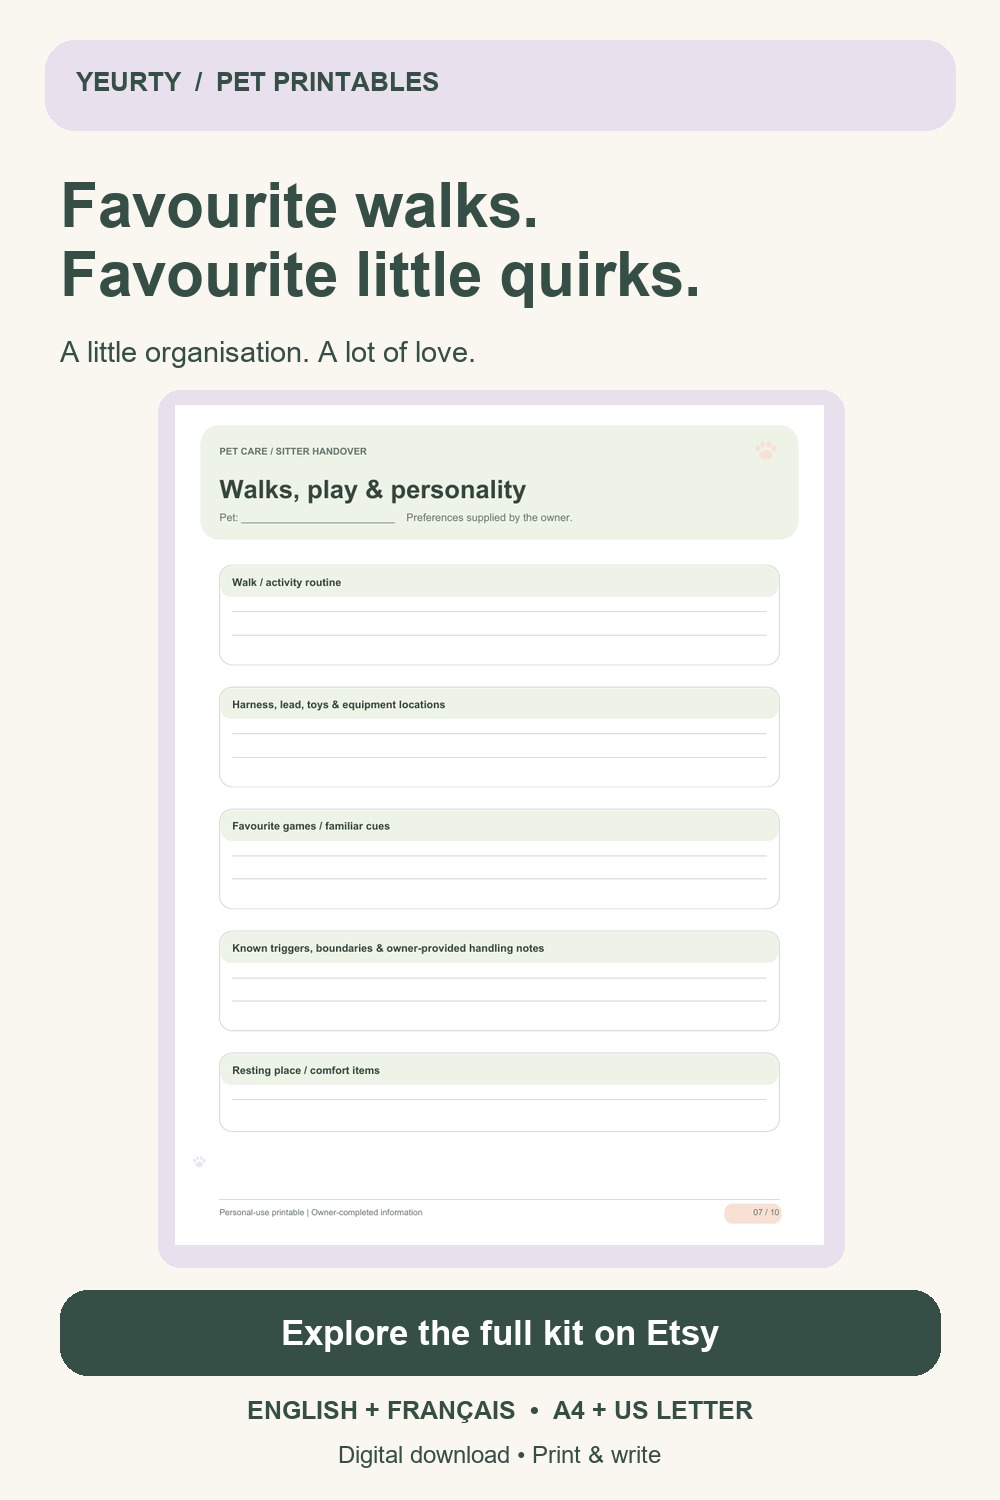 YEURTY / PET PRINTABLES
Favourite walks.
Favourite little quirks.
A little organisation. A lot of love.
PET CARE / SITTER HANDOVER
Walks, play & personality
Pet: __________________________ Preferences supplied by the owner.
Walk / activity routine
Harness, lead, toys & equipment locations
Favourite games / familiar cues
Known triggers, boundaries & owner-provided handling notes
Resting place / comfort items
Personal-use printable | Owner-completed information
07 / 10
Explore the full kit on Etsy
ENGLISH + FRANÇAIS • A4 + US LETTER
Digital download • Print & write